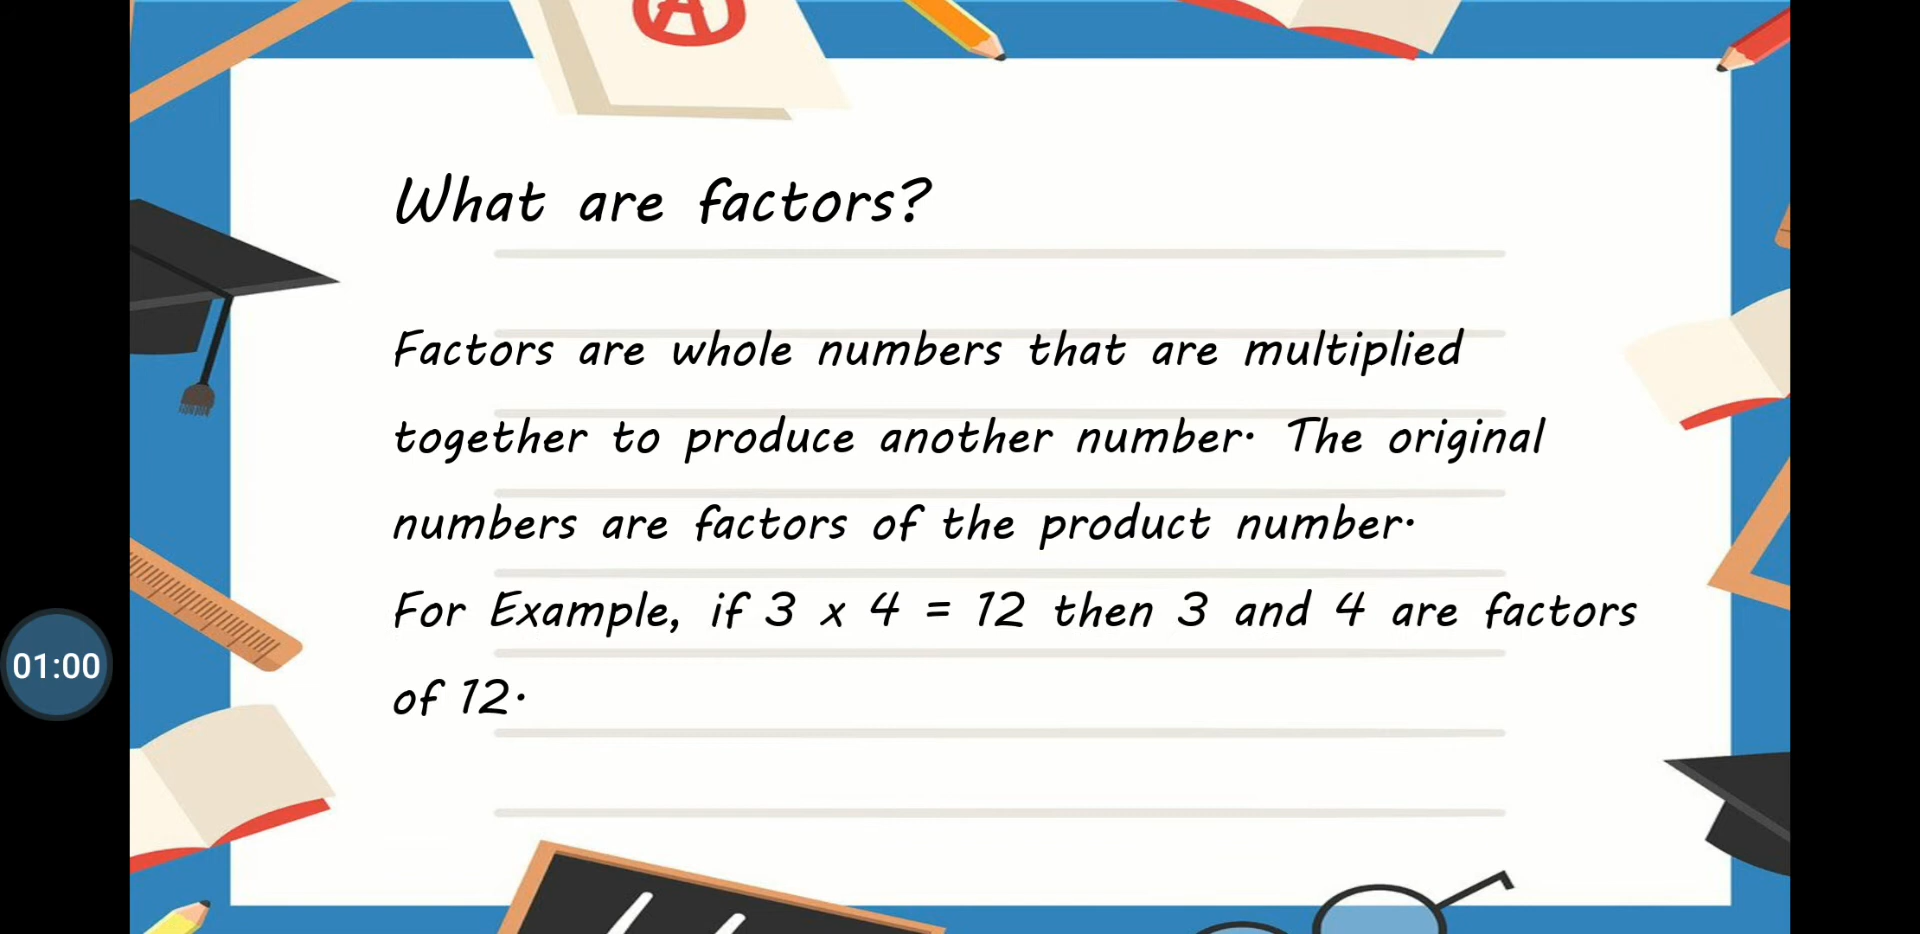 A
What are factors?
Factors are whole numbers that are multiplied
together to produce another number. The original
numbers are factors of the product number.
For Example, if 3 x 4 = 12 then 3 and 4 are factors
of 12.
01:00